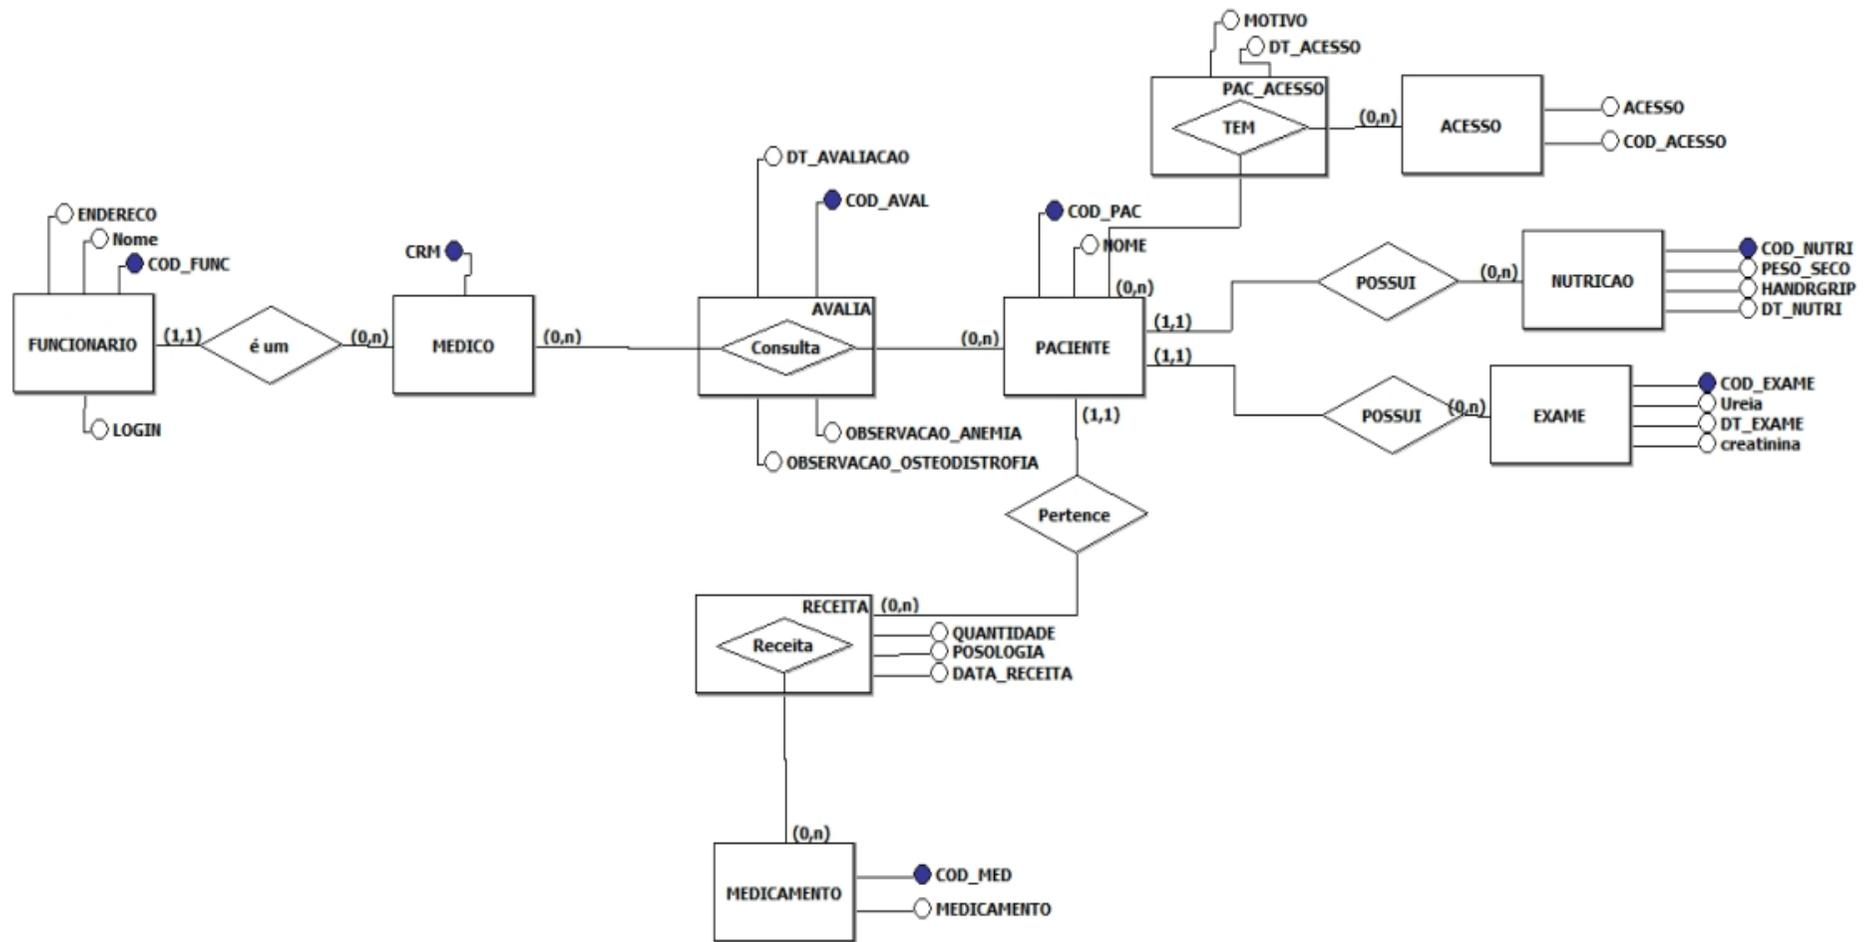 MOTIVO
DT_ACESSO
PAC_ACESSO
TEM
(0,n)
ACESSO
ACESSO
COD_ACESSO
DT_AVALIACAO
COD_AVAL
COD_PAC
NOME
(0,n)
ENDERECO
Nome
COD_FUNC
CRM
FUNCIONARIO
(1,1)
é um
(0,n)
MEDICO
(0,n)
AVALIA
Consulta
(0,n)
PACIENTE
(1,1)
POSSUI
(0,n)
NUTRICAO
COD_NUTRI
PESO_SECO
HANDRGRIP
DT_NUTRI
(1,1)
POSSUI
(0,n)
EXAME
COD_EXAME
Ureia
DT_EXAME
creatinina
LOGIN
OBSERVACAO_ANEMIA
OBSERVACAO_OSTEODISTROFIA
(1,1)
Pertence
RECEITA
(0,n)
Receita
QUANTIDADE
POSOLOGIA
DATA_RECEITA
(0,n)
MEDICAMENTO
COD_MED
MEDICAMENTO